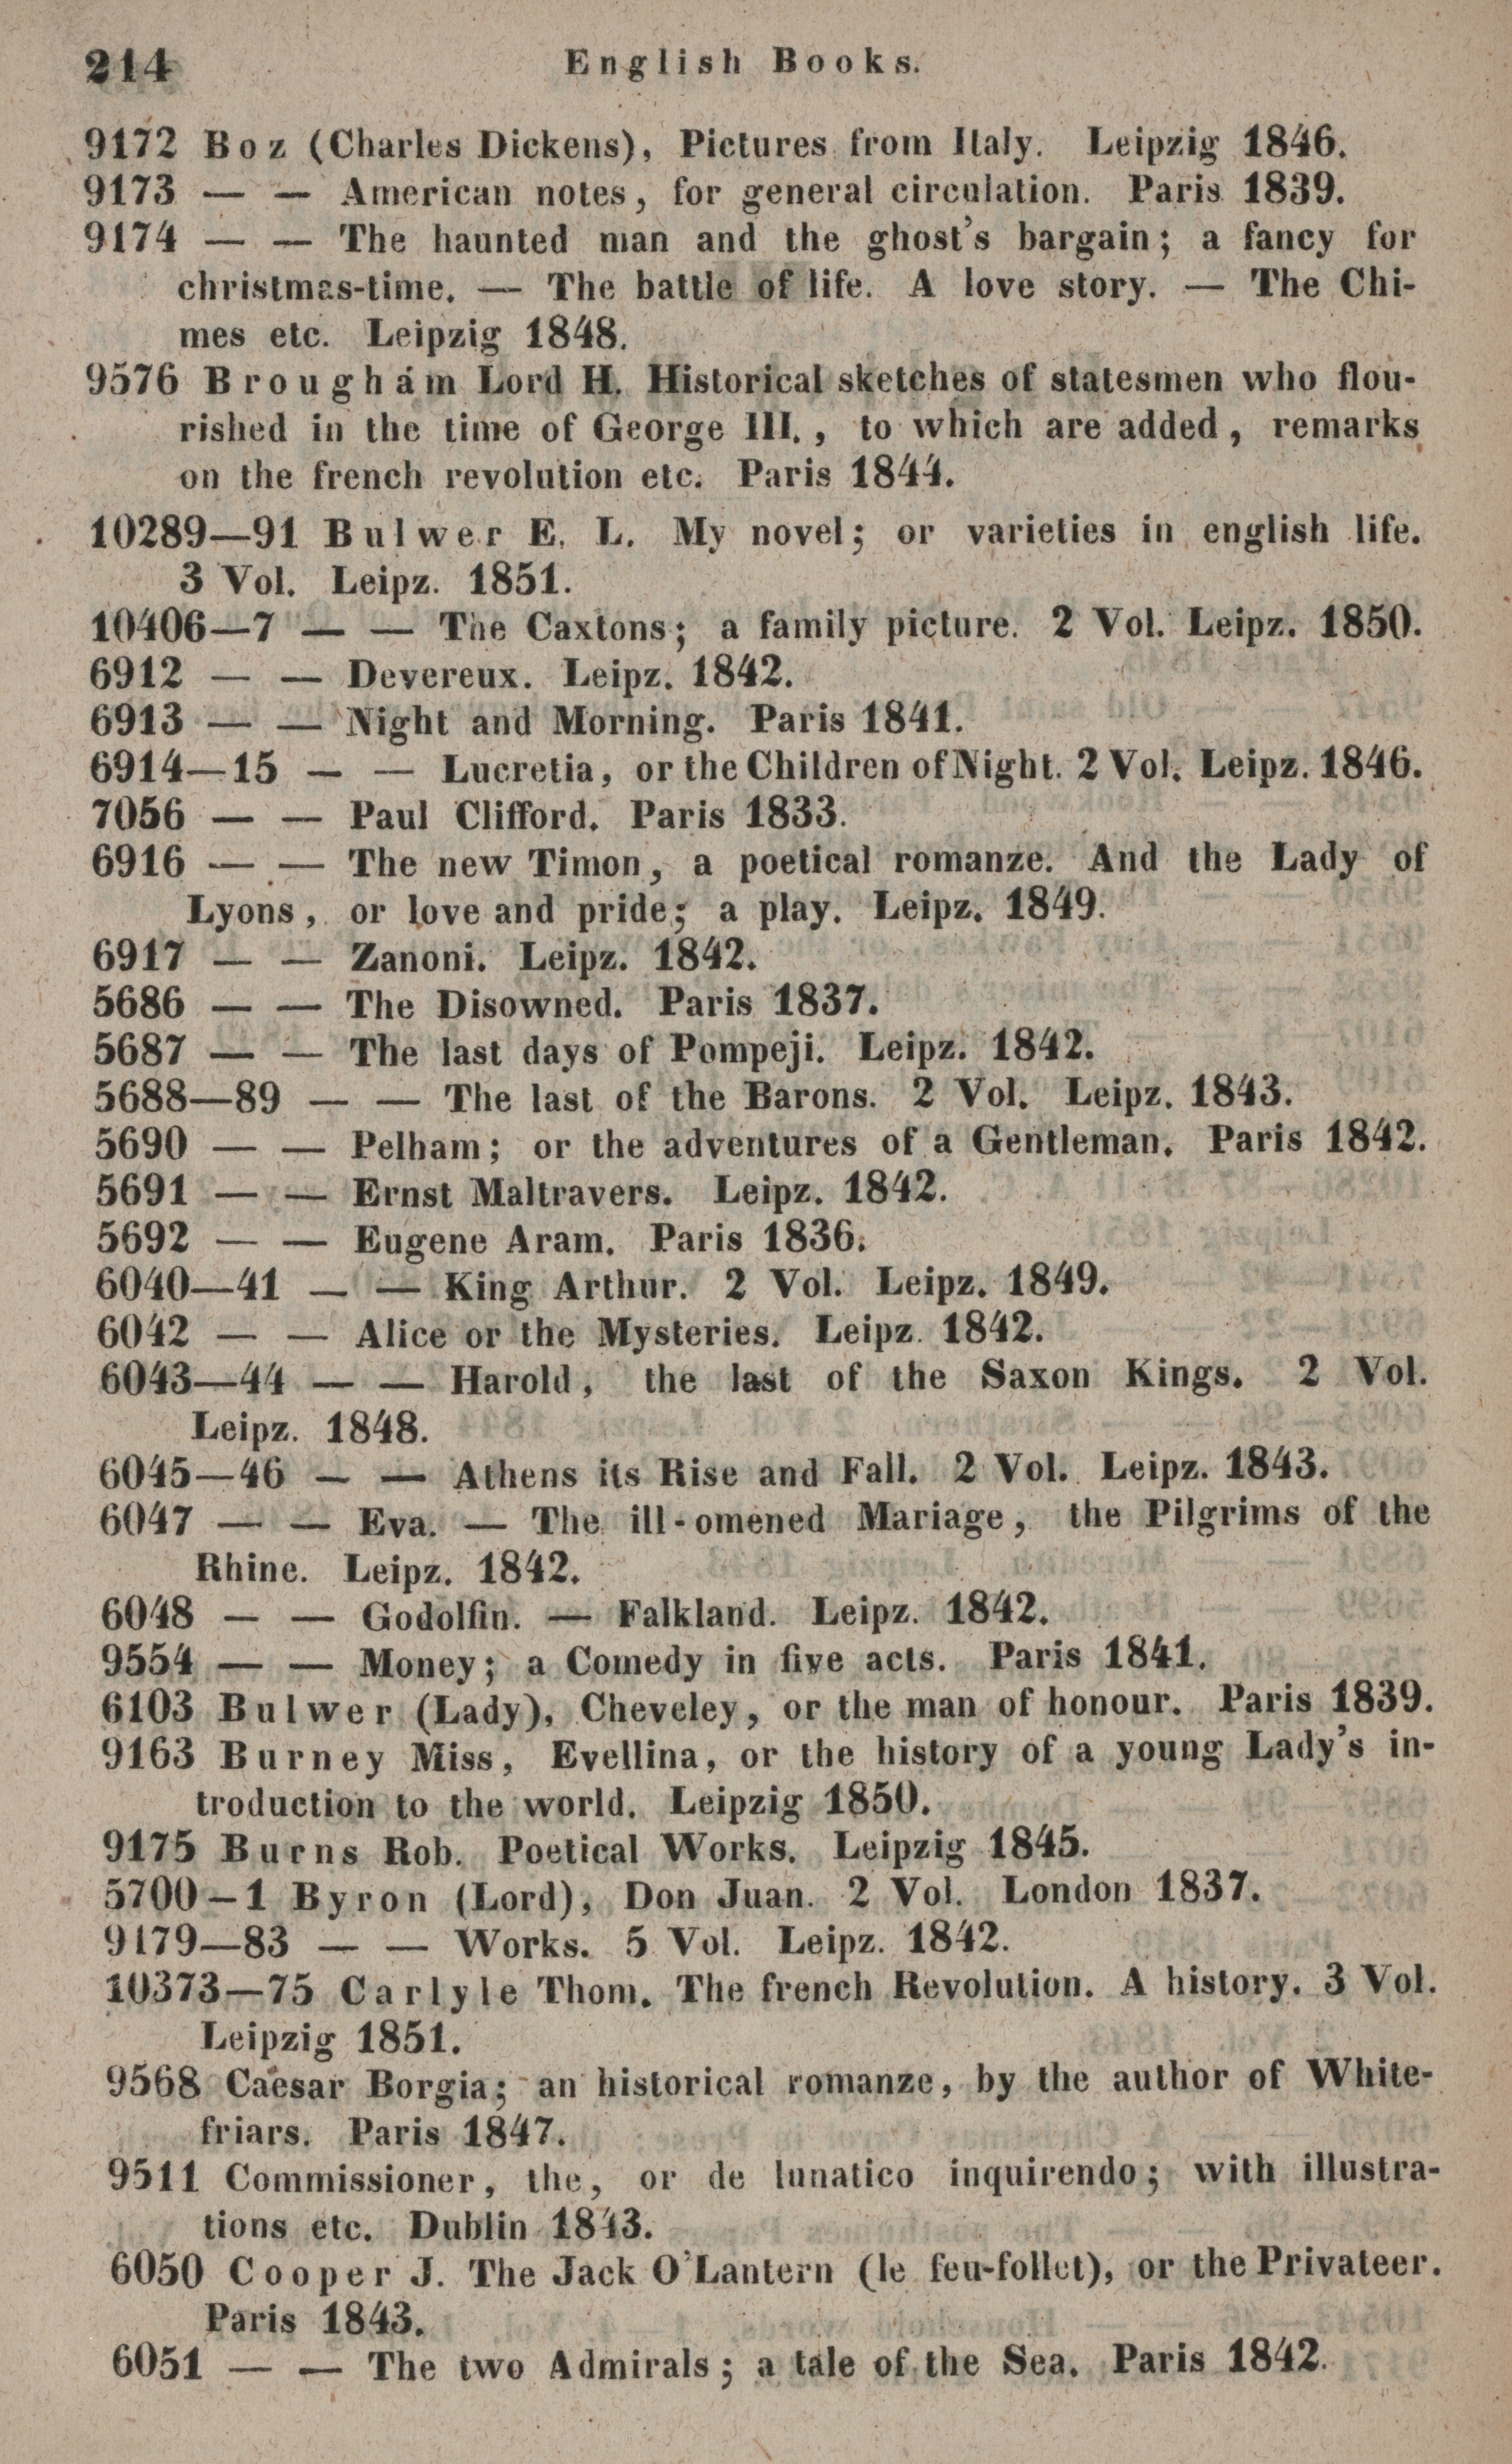 214 English Books.
9172 Boz (Charles Dickens), Pictures from Italy. Leipzig 1846.
9173 — — American notes, for general circulation. Paris 1839.
9174 — — The haunted man and the ghost's bargain; a fancy for
christmas-time. — The battle of life. A love story. — The Chi-
mes etc. Leipzig 1848.
9576 Brougham Lord H. Historical sketches of statesmen who flou-
rished in the time of George III., to which are added, remarks
on the french revolution etc. Paris 1844.
10289—91 Bulwer E. L. My novel; or varieties in english life.
3 Vol. Leipz. 1851.
10406—7 — — The Caxtons; a family picture. 2 Vol. Leipz. 1850.
6912 — — Devereux. Leipz. 1842.
6913 — — Night and Morning. Paris 1841.
6914—15 — — Lucretia, or the Children of Night. 2 Vol. Leipz. 1846.
7056 — — Paul Clifford. Paris 1833.
6916 — — The new Timon, a poetical romanze. And the Lady of
Lyons, or love and pride; a play. Leipz. 1849.
6917 — — Zanoni. Leipz. 1842.
5686 — — The Disowned. Paris 1837.
5687 — — The last days of Pompeji. Leipz. 1842.
5688—89 — — The last of the Barons. 2 Vol. Leipz. 1843.
5690 — — Pelham; or the adventures of a Gentleman. Paris 1842.
5691 — — Ernst Maltravers. Leipz. 1842.
5692 — — Eugene Aram. Paris 1836.
6040—41 — — King Arthur. 2 Vol. Leipz. 1849.
6042 — — Alice or the Mysteries. Leipz. 1842.
6043—44 — — Harold, the last of the Saxon Kings. 2 Vol.
Leipz. 1848.
6045—46 — — Athens its Rise and Fall. 2 Vol. Leipz. 1843.
6047 — — Eva. — The ill-omened Mariage, the Pilgrims of the
Rhine. Leipz. 1842.
6048 — — Godolfin. — Falkland. Leipz. 1842.
9554 — — Money; a Comedy in five acts. Paris 1841.
6103 Bulwer (Lady), Cheveley, or the man of honour. Paris 1839.
9163 Burney Miss, Evellina, or the history of a young Lady's in-
troduction to the world. Leipzig 1850.
9175 Burns Rob. Poetical Works. Leipzig 1845.
5700—1 Byron (Lord), Don Juan. 2 Vol. London 1837.
9179—83 — — Works. 5 Vol. Leipz. 1842.
10373—75 Carlyle Thom. The french Revolution. A history. 3 Vol.
Leipzig 1851.
9568 Caesar Borgia; an historical romanze, by the author of White-
friars. Paris 1847.
9511 Commissioner, the, or de lunatico inquirendo; with illustra-
tions etc. Dublin 1843.
6050 Cooper J. The Jack O'Lantern (le feu-follet), or the Privateer.
Paris 1843.
6051 — — The two Admirals; a tale of the Sea. Paris 1842.